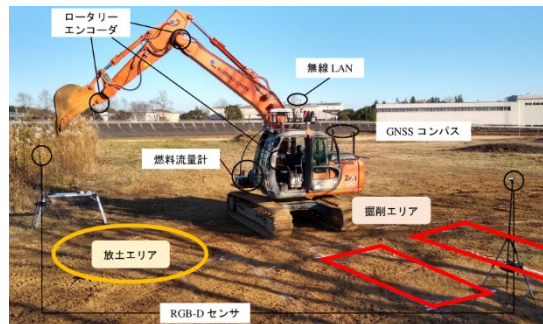 ロータリー
エンコーダ
無線 LAN
GNSS コンパス
燃料流量計
掘削エリア
放土エリア
RGB-D センサ